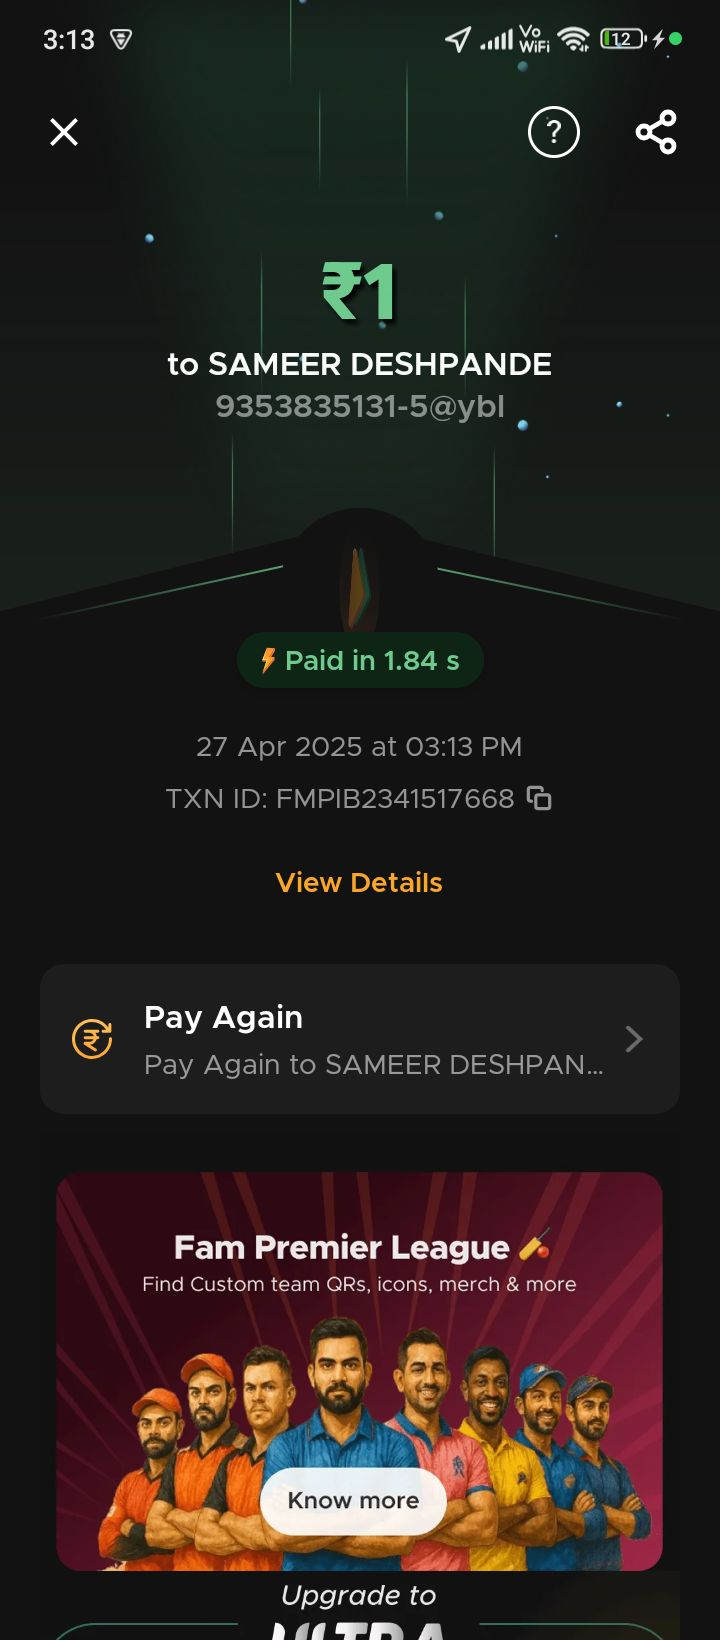 3:13
Vo
WiFi
12
?
₹1
to SAMEER DESHPANDE
9353835131-5@ybl
Paid in 1.84 s
27 Apr 2025 at 03:13 PM
TXN ID: FMPIB2341517668
View Details
Pay Again
Pay Again to SAMEER DESHPAN...
Fam Premier League
Find Custom team QRs, icons, merch & more
Know more
Upgrade to
ULTRA